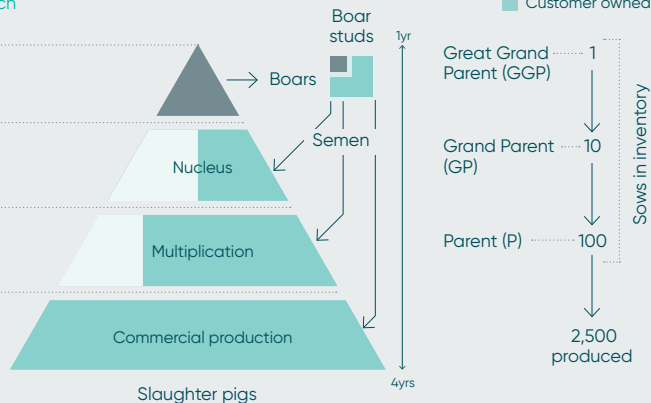 ch
Customer owned
Boar
studs
1yr
Boars
Great Grand
Parent (GGP)
1
Semen
Nucleus
Grand Parent
(GP)
10
Sows in inventory
Multiplication
Parent (P)
100
Commercial production
2,500
produced
4yrs
Slaughter pigs